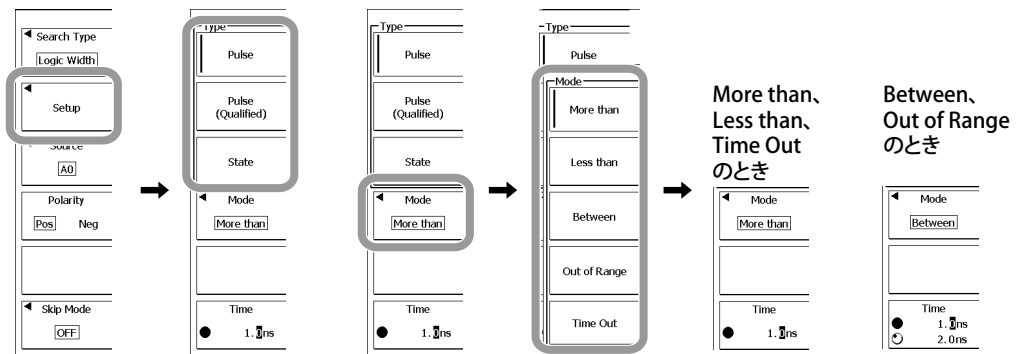 Search Type
Logic Width
Setup
Source
A0
Polarity
Pos Neg
Skip Mode
OFF
Type
Pulse
Pulse
(Qualified)
State
Mode
More than
Time
1.0ns
Type
Pulse
Pulse
(Qualified)
State
Mode
More than
Time
1.0ns
Type
Pulse
Mode
More than
Less than
Between
Out of Range
Time Out
More than、
Less than、
Time Out
のとき
Mode
More than
Time
1.0ns
Between、
Out of Range
のとき
Mode
Between
Time
1.0ns
2.0ns